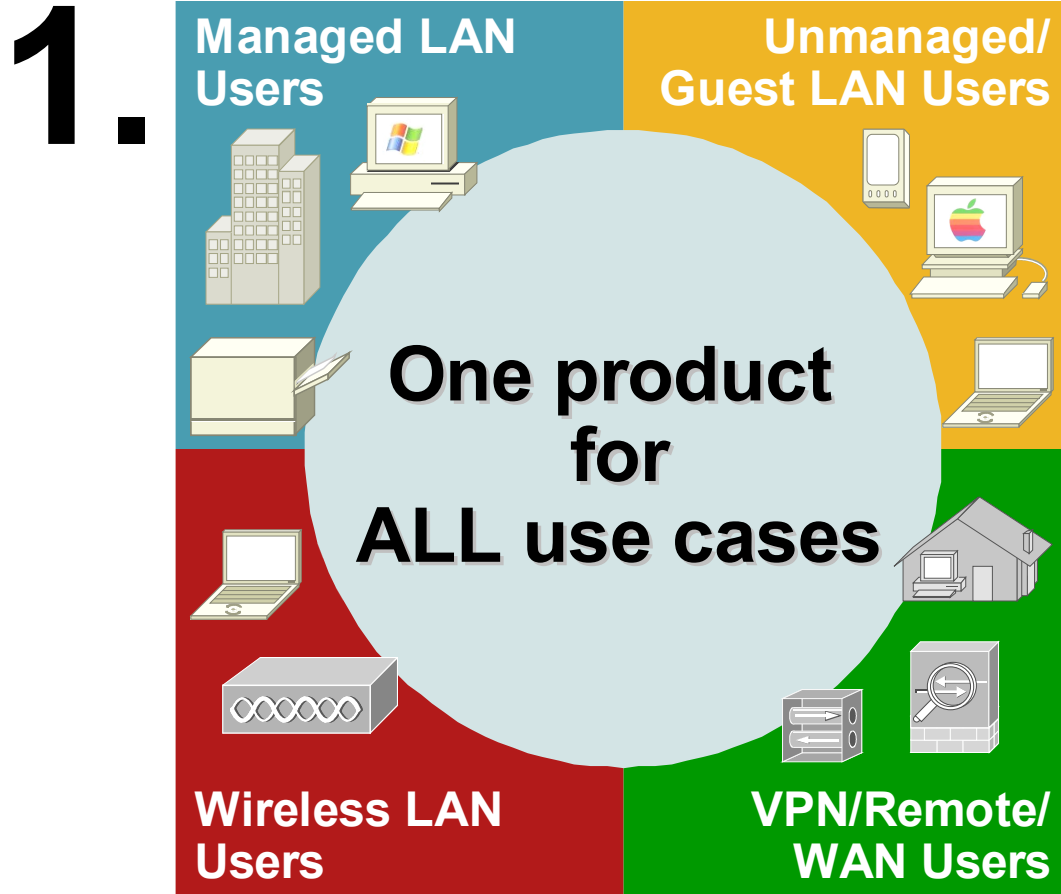 1.
Managed LAN
Users
Unmanaged/
Guest LAN Users
One product
for
ALL use cases
Wireless LAN
Users
VPN/Remote/
WAN Users